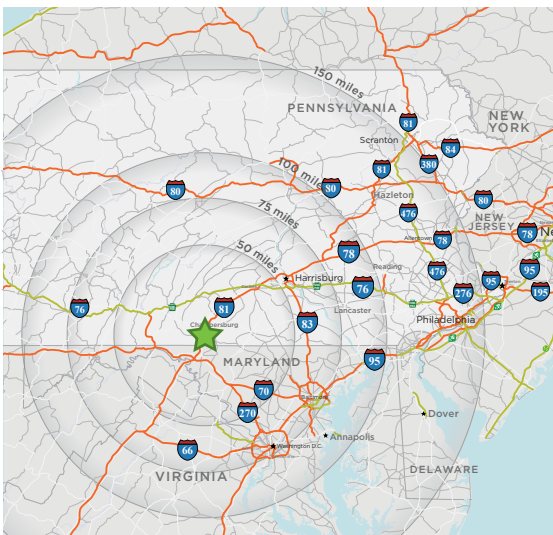 150 miles
PENNSYLVANIA
81
NEW
YORK
Scranton
84
380
81
100 miles
80
80
Hazleton
80
476
75 miles
NEW
JERSEY
78
Allentown
78
50 miles
78
Reading
476
95
Harrisburg
76
276
95
195
76
81
Lancaster
83
Philadelphia
Chambersburg
MARYLAND
95
70
Baltimore
270
Dover
Annapolis
66
Washington D.C.
VIRGINIA
DELAWARE